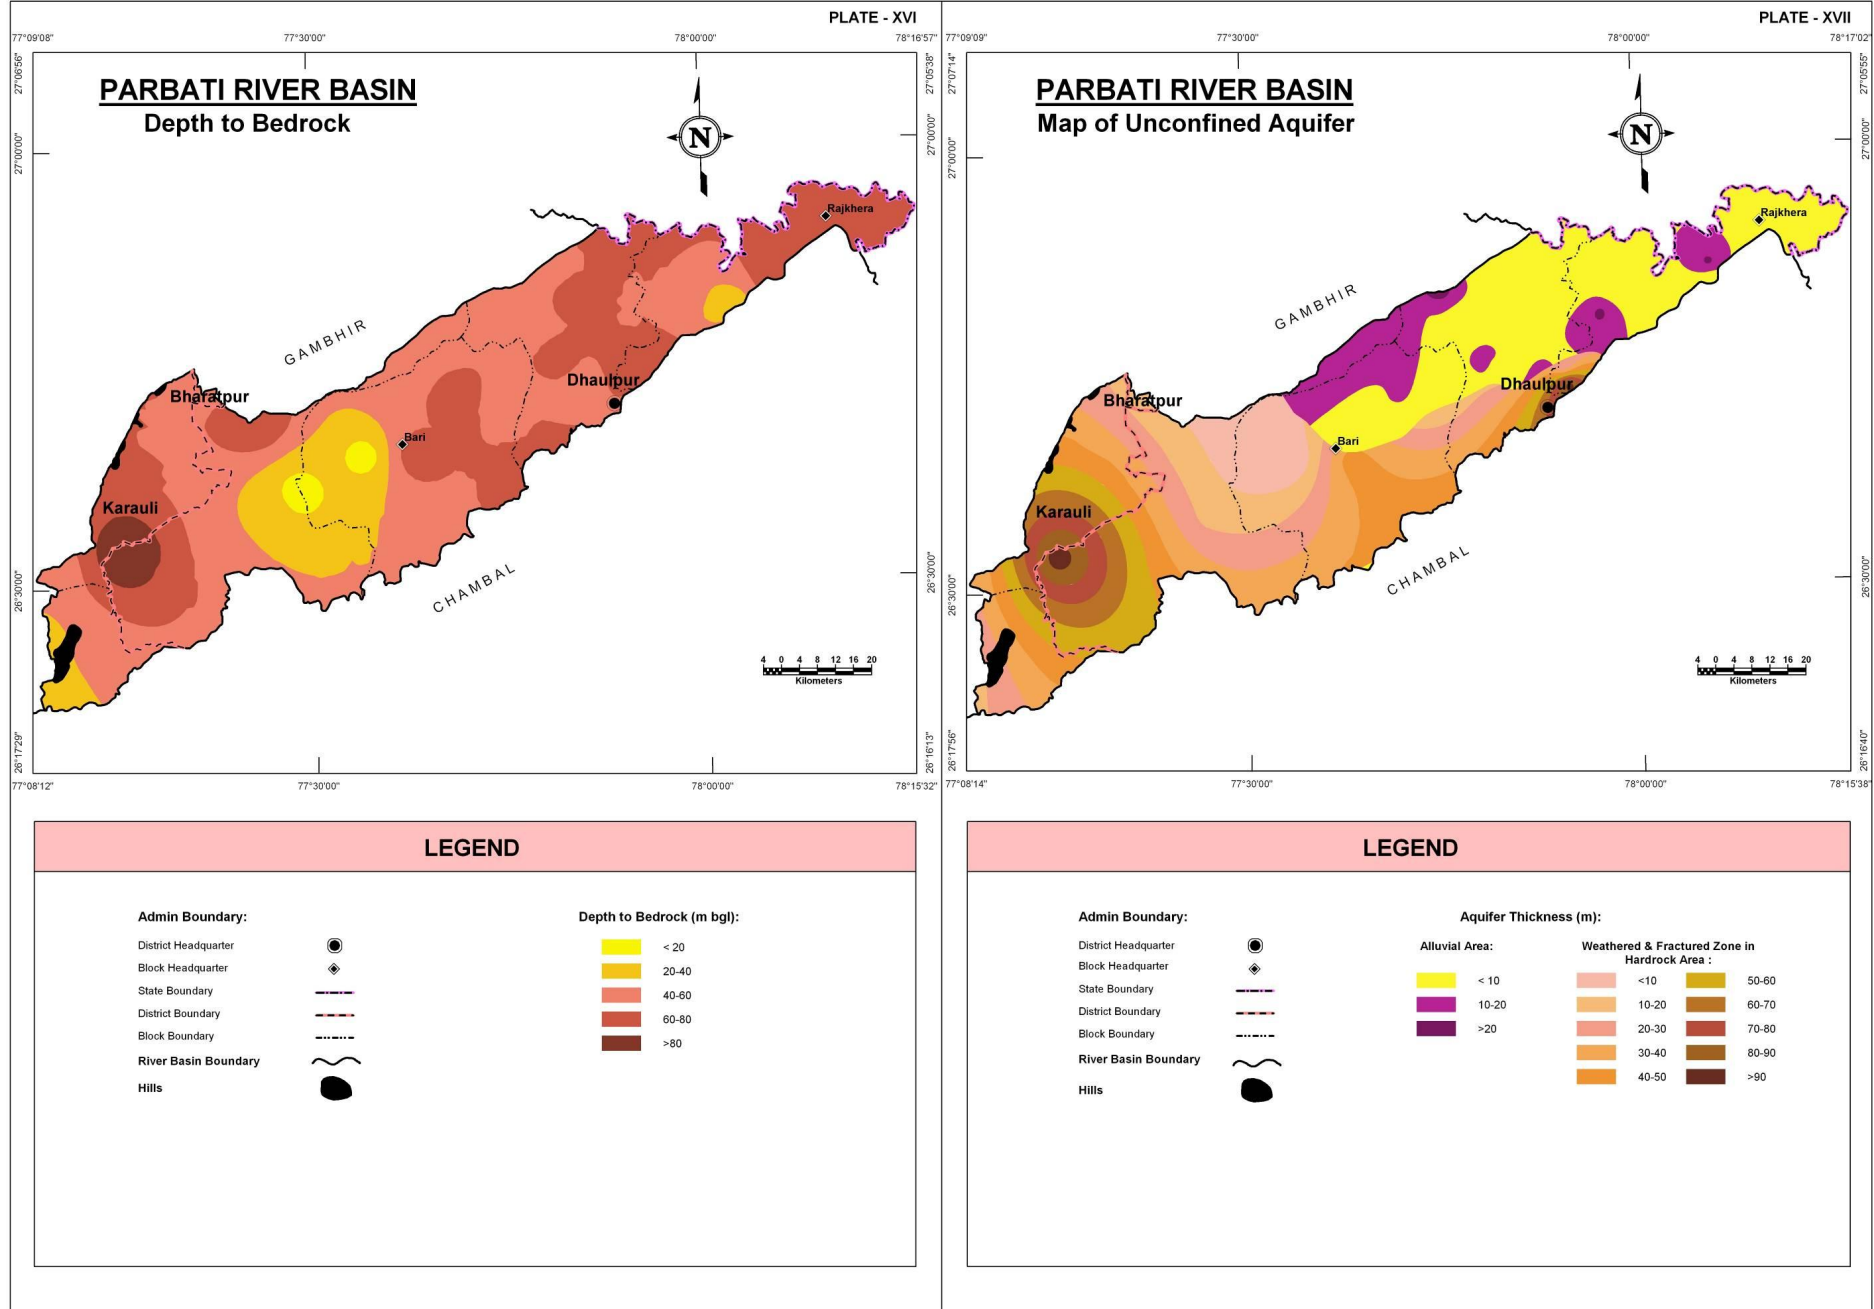 PLATE - XVI
77°09'08"
77°30'00"
78°00'00"
78°16'57"
27°06'56"
27°05'38"
PARBATI RIVER BASIN
Depth to Bedrock
N
27°00'00"
27°00'00"
Rajkhera
GAMBHIR
Dhaulpur
Bharatpur
Bari
Karauli
CHAMBAL
26°30'00"
26°30'00"
4 0 4 8 12 16 20
Kilometers
26°17'29"
26°16'13"
77°08'12"
77°30'00"
78°00'00"
78°15'32"
LEGEND
Admin Boundary:
District Headquarter
Block Headquarter
State Boundary
District Boundary
Block Boundary
River Basin Boundary
Hills
Depth to Bedrock (m bgl):
< 20
20-40
40-60
60-80
>80
PLATE - XVII
77°09'09"
77°30'00"
78°00'00"
78°17'02"
27°07'14"
27°05'55"
PARBATI RIVER BASIN
Map of Unconfined Aquifer
N
27°00'00"
27°00'00"
Rajkhera
GAMBHIR
Dhaulpur
Bharatpur
Bari
Karauli
CHAMBAL
26°30'00"
26°30'00"
4 0 4 8 12 16 20
Kilometers
26°17'56"
26°16'40"
77°08'14"
77°30'00"
78°00'00"
78°15'38"
LEGEND
Admin Boundary:
District Headquarter
Block Headquarter
State Boundary
District Boundary
Block Boundary
River Basin Boundary
Hills
Aquifer Thickness (m):
Alluvial Area:
< 10
10-20
>20
Weathered & Fractured Zone in
Hardrock Area :
<10
10-20
20-30
30-40
40-50
50-60
60-70
70-80
80-90
>90